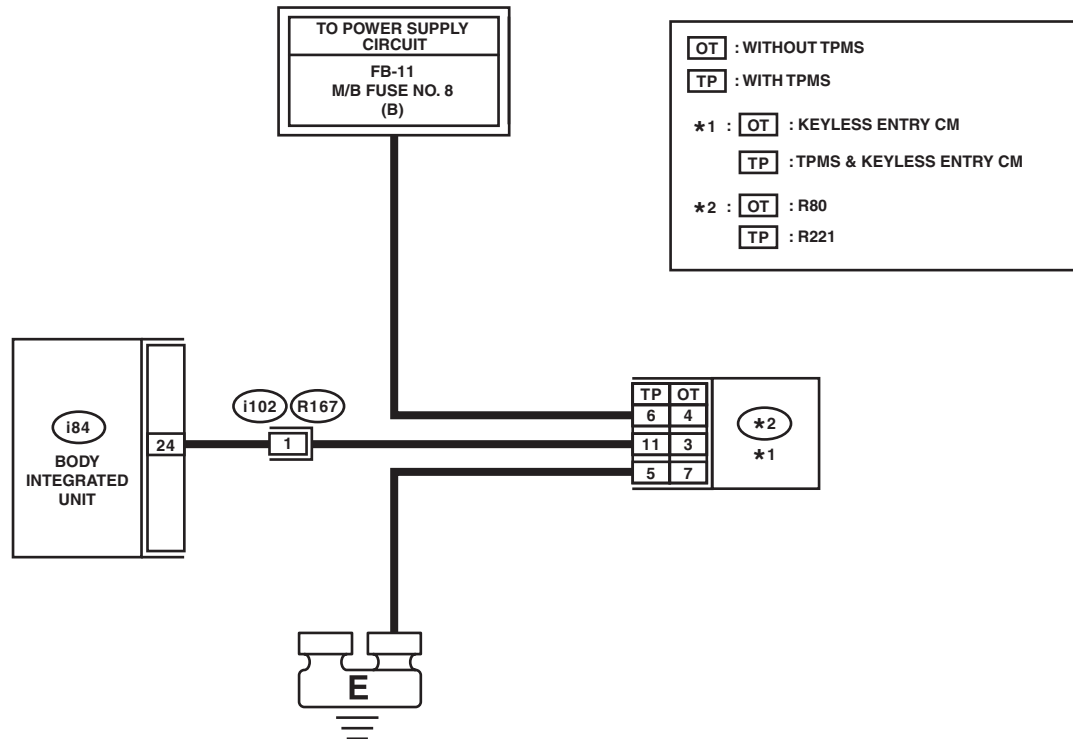 TO POWER SUPPLY
CIRCUIT
FB-11
M/B FUSE NO. 8
(B)
OT : WITHOUT TPMS
TP : WITH TPMS
*1 : OT : KEYLESS ENTRY CM
TP : TPMS & KEYLESS ENTRY CM
*2 : OT : R80
TP : R221
i84
BODY
INTEGRATED
UNIT
24
i102 R167
1
TP OT
6 4
11 3
5 7
*2
*1
E